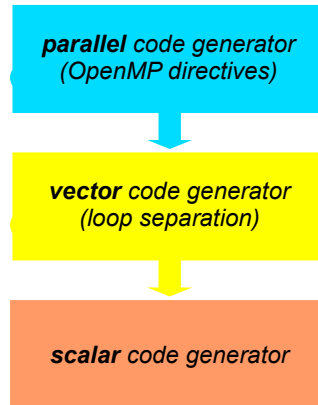 parallel code generator
(OpenMP directives)
vector code generator
(loop separation)
scalar code generator